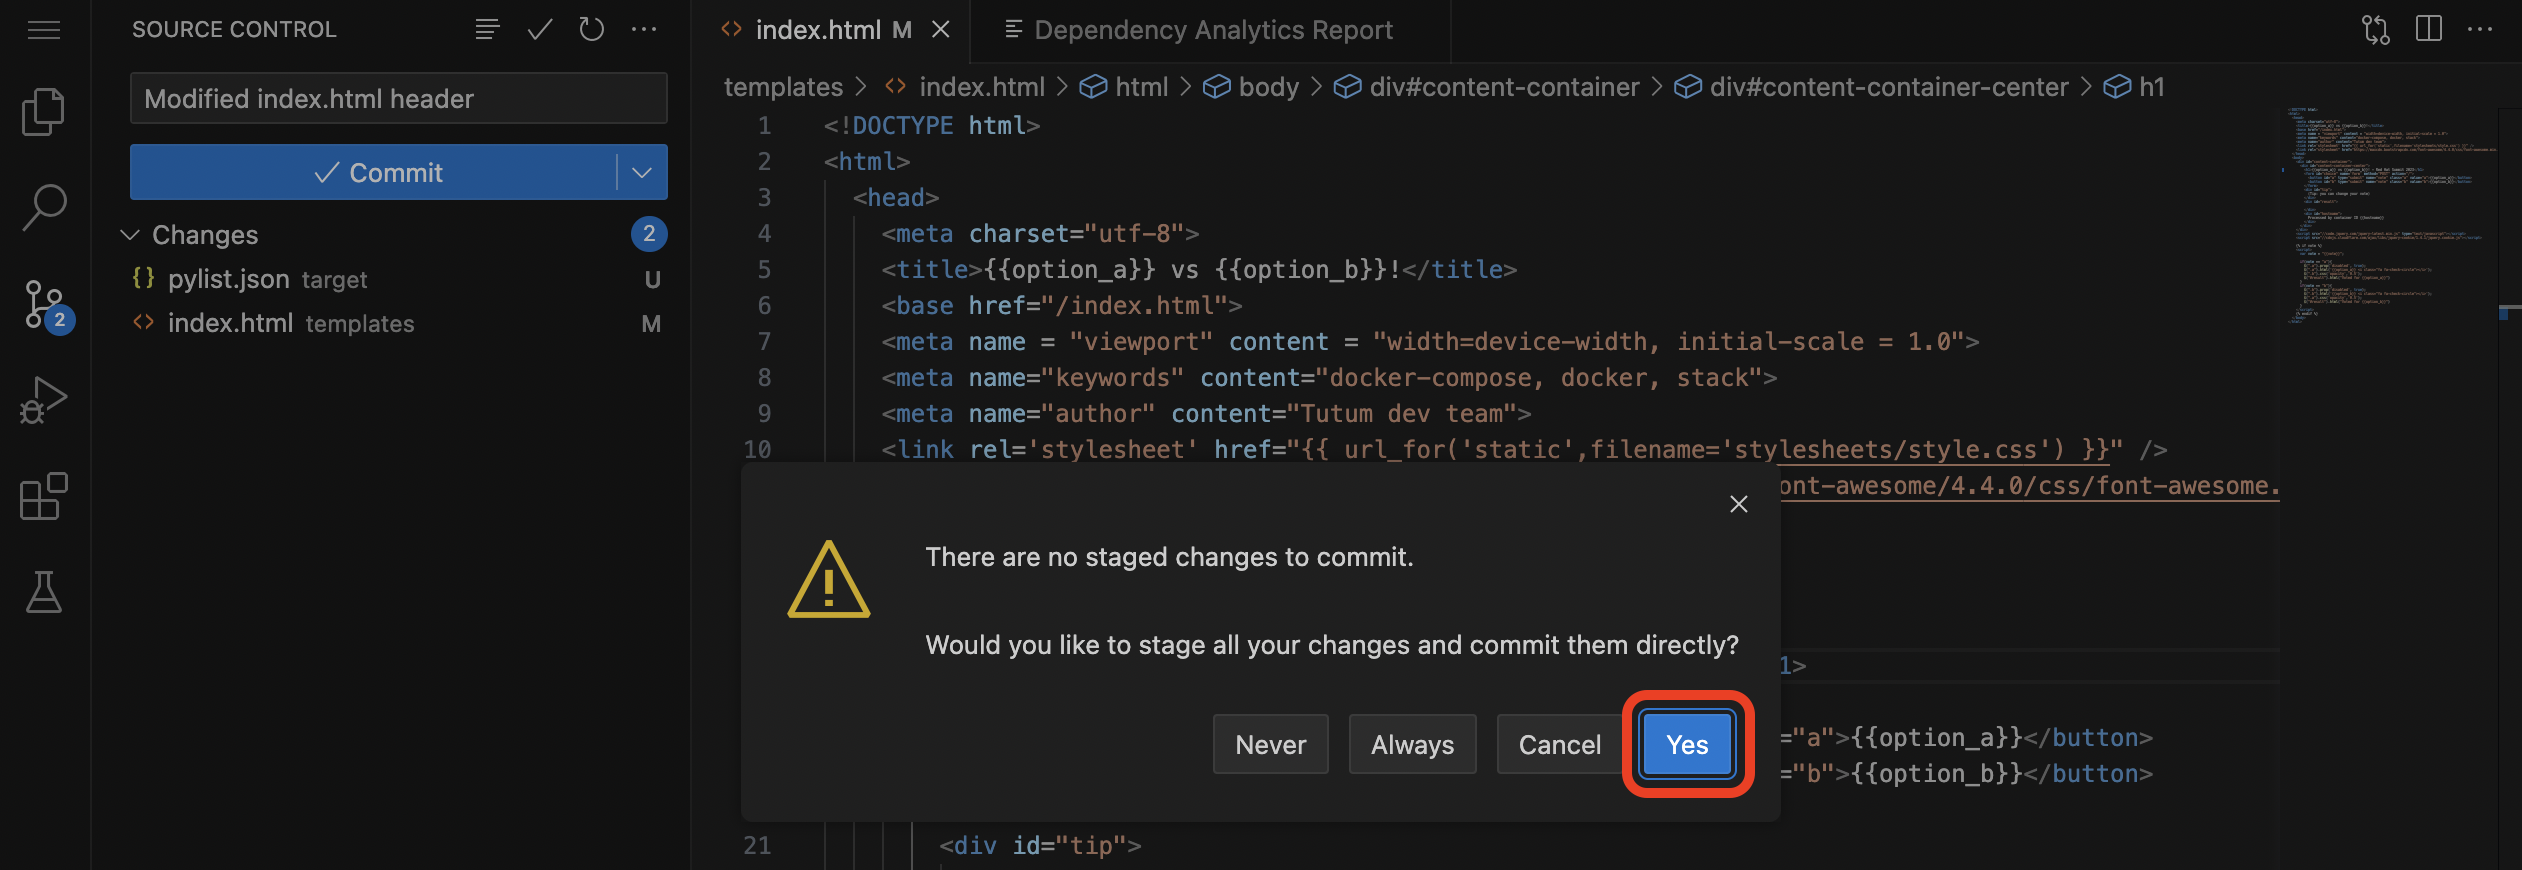 SOURCE CONTROL
Modified index.html header
Commit
Changes 2
pylist.json target U
index.html templates M
2
index.html M
Dependency Analytics Report
templates > index.html > html > body > div#content-container > div#content-container-center > h1
1 <!DOCTYPE html>
2 <html>
3 <head>
4 <meta charset="utf-8">
5 <title>{{option_a}} vs {{option_b}}!</title>
6 <base href="/index.html">
7 <meta name = "viewport" content = "width=device-width, initial-scale = 1.0">
8 <meta name="keywords" content="docker-compose, docker, stack">
9 <meta name="author" content="Tutum dev team">
10 <link rel='stylesheet' href="{{ url_for('static',filename='stylesheets/style.css') }}" />
ont-awesome/4.4.0/css/font-awesome.
There are no staged changes to commit.
Would you like to stage all your changes and commit them directly?
1>
Never
Always
Cancel
Yes
="a">{{option_a}}</button>
="b">{{option_b}}</button>
21 <div id="tip">